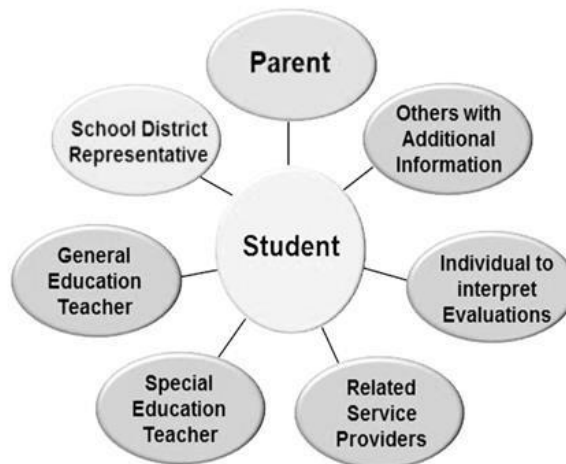 Parent
School District
Representative
Others with
Additional
Information
Student
General
Education
Teacher
Individual to
interpret
Evaluations
Special
Education
Teacher
Related
Service
Providers